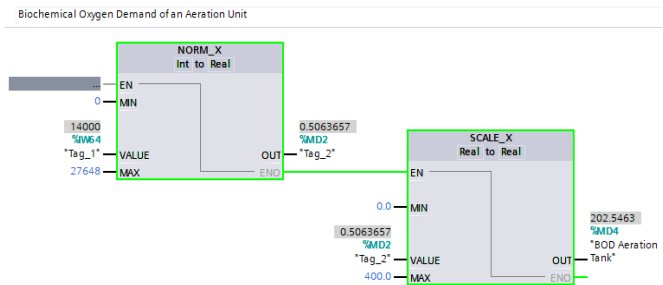 Biochemical Oxygen Demand of an Aeration Unit
NORM_X
Int to Real
...
EN
0
MIN
14000
%IW64
"Tag_1"
VALUE
27648
MAX
0.5063657
%MD2
OUT
"Tag_2"
ENO
SCALE_X
Real to Real
EN
0.0
MIN
0.5063657
%MD2
"Tag_2"
VALUE
400.0
MAX
202.5463
%MD4
"BOD Aeration
OUT
Tank"
ENO